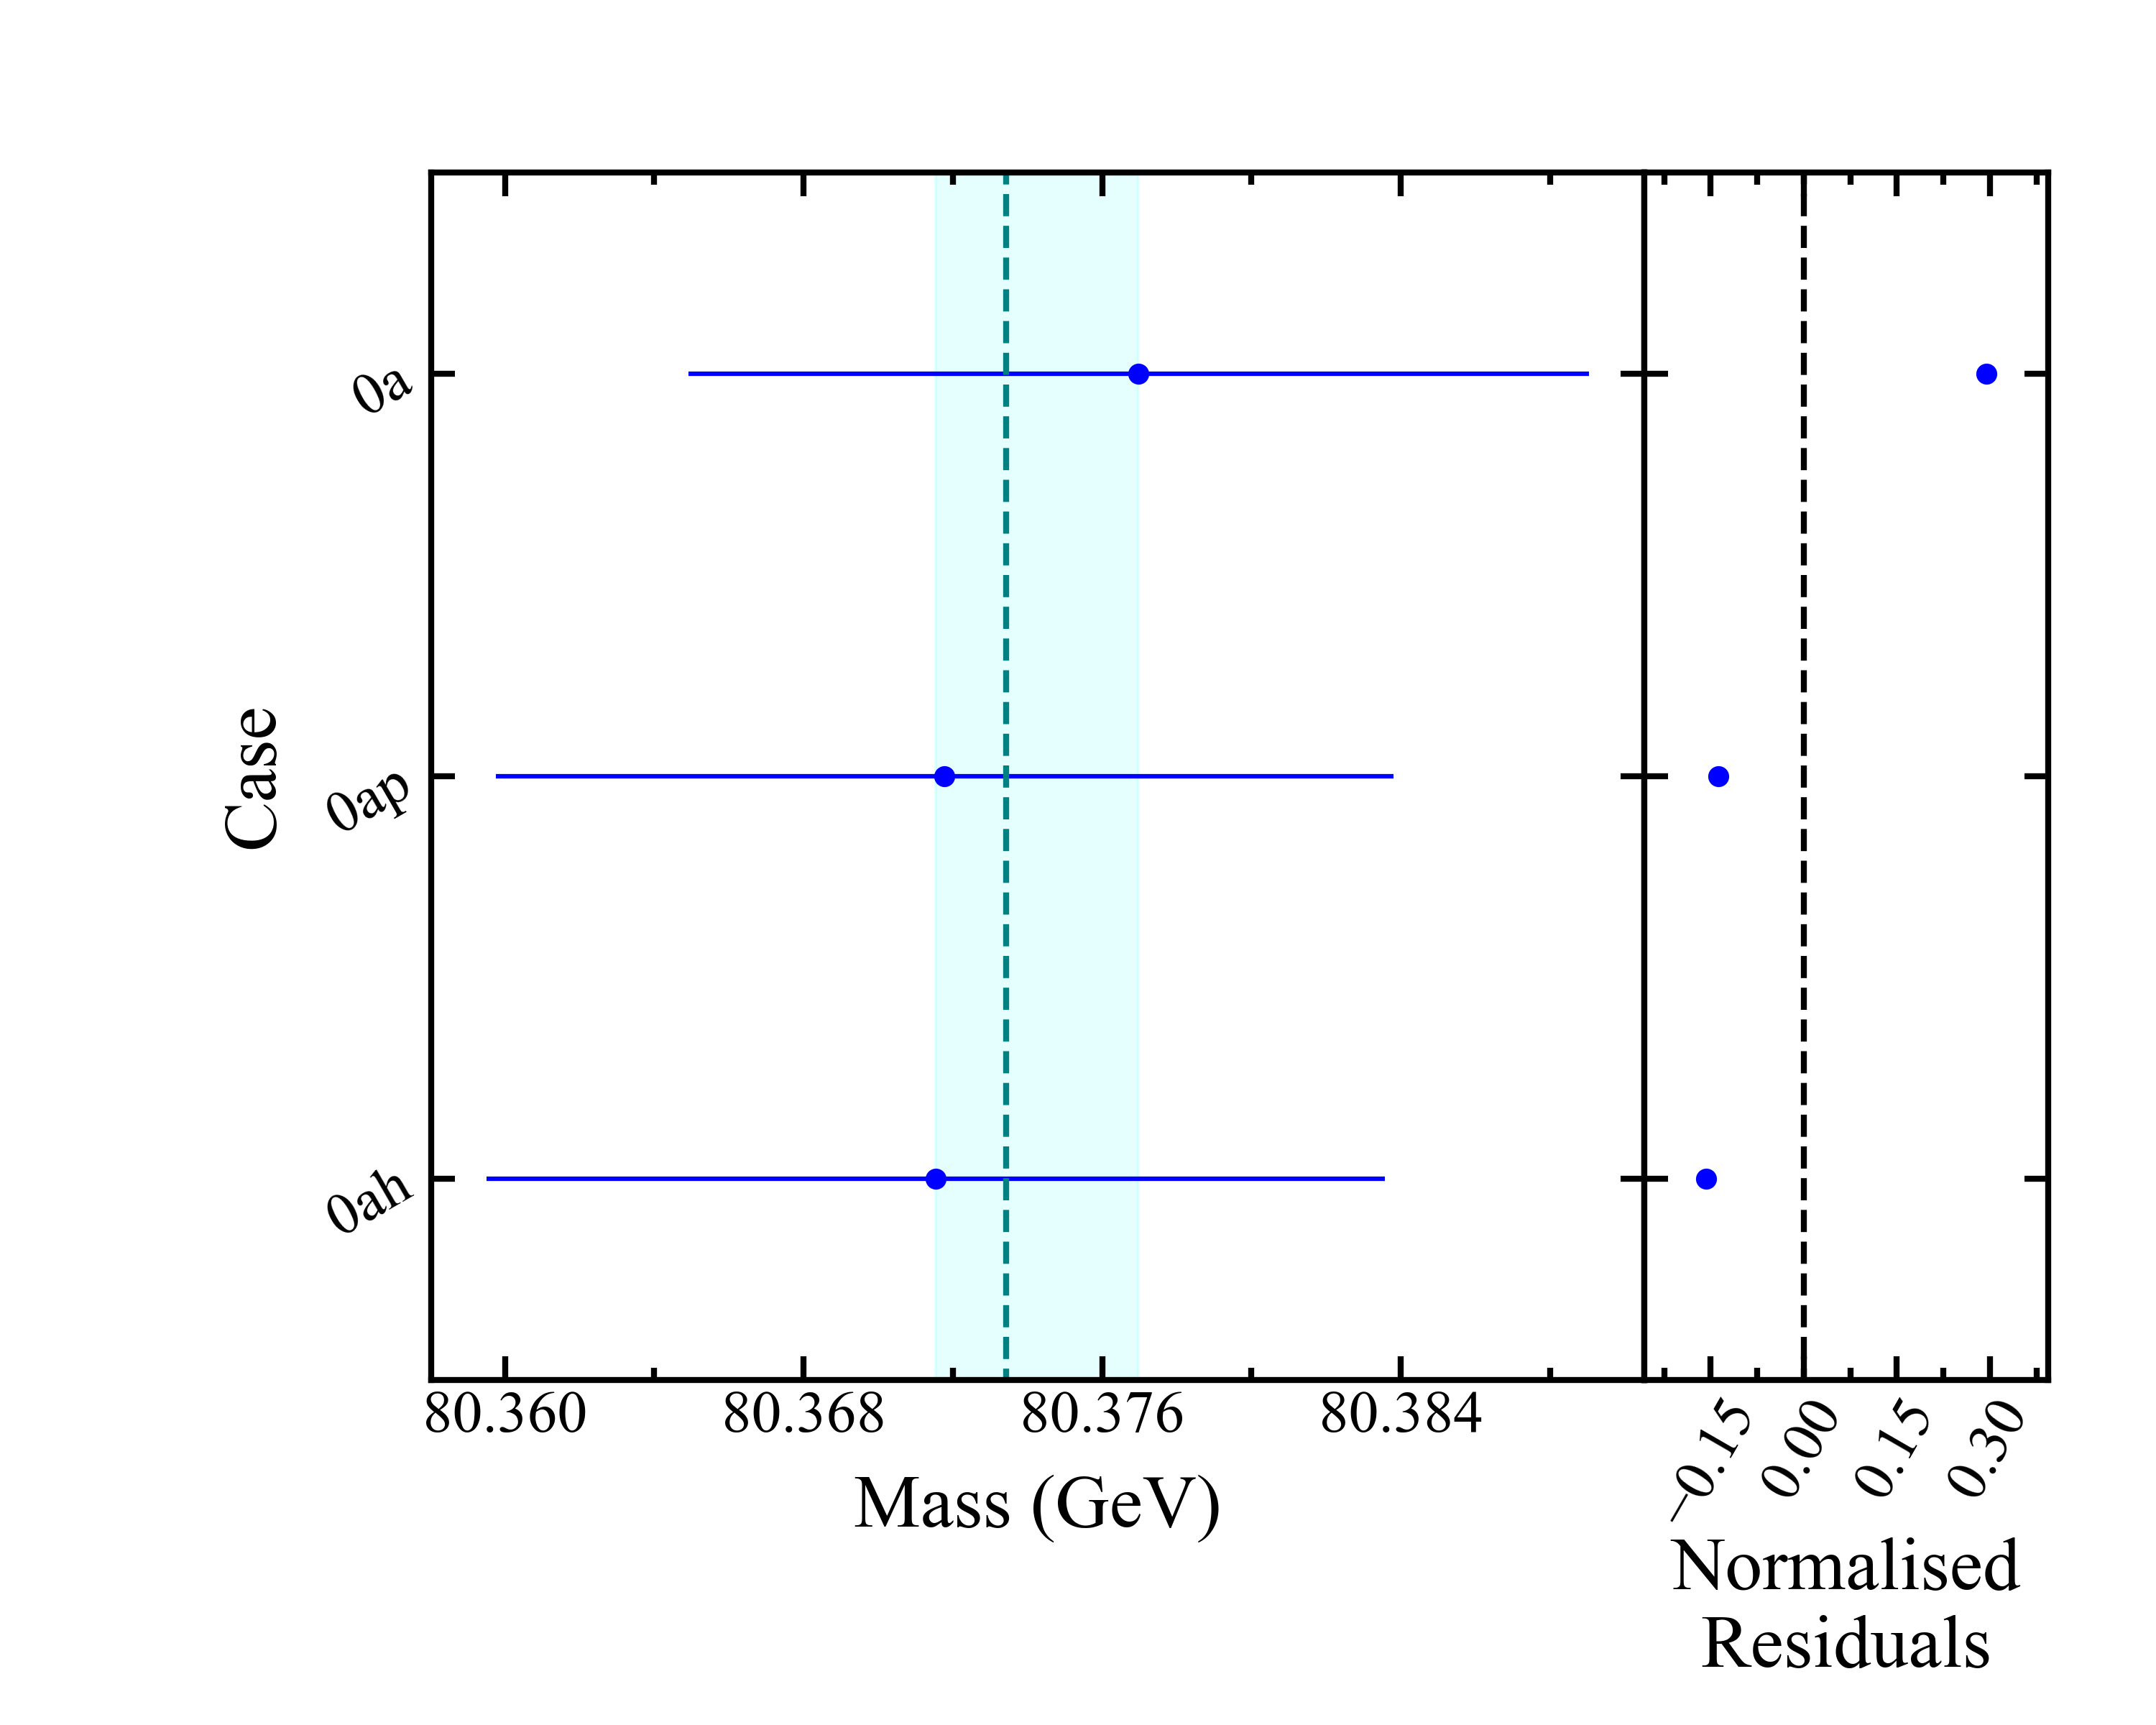 Case
0a
0ap
0ah
80.360 80.368 80.376 80.384
Mass (GeV)
−0.15 0.00 0.15 0.30
Normalised
Residuals